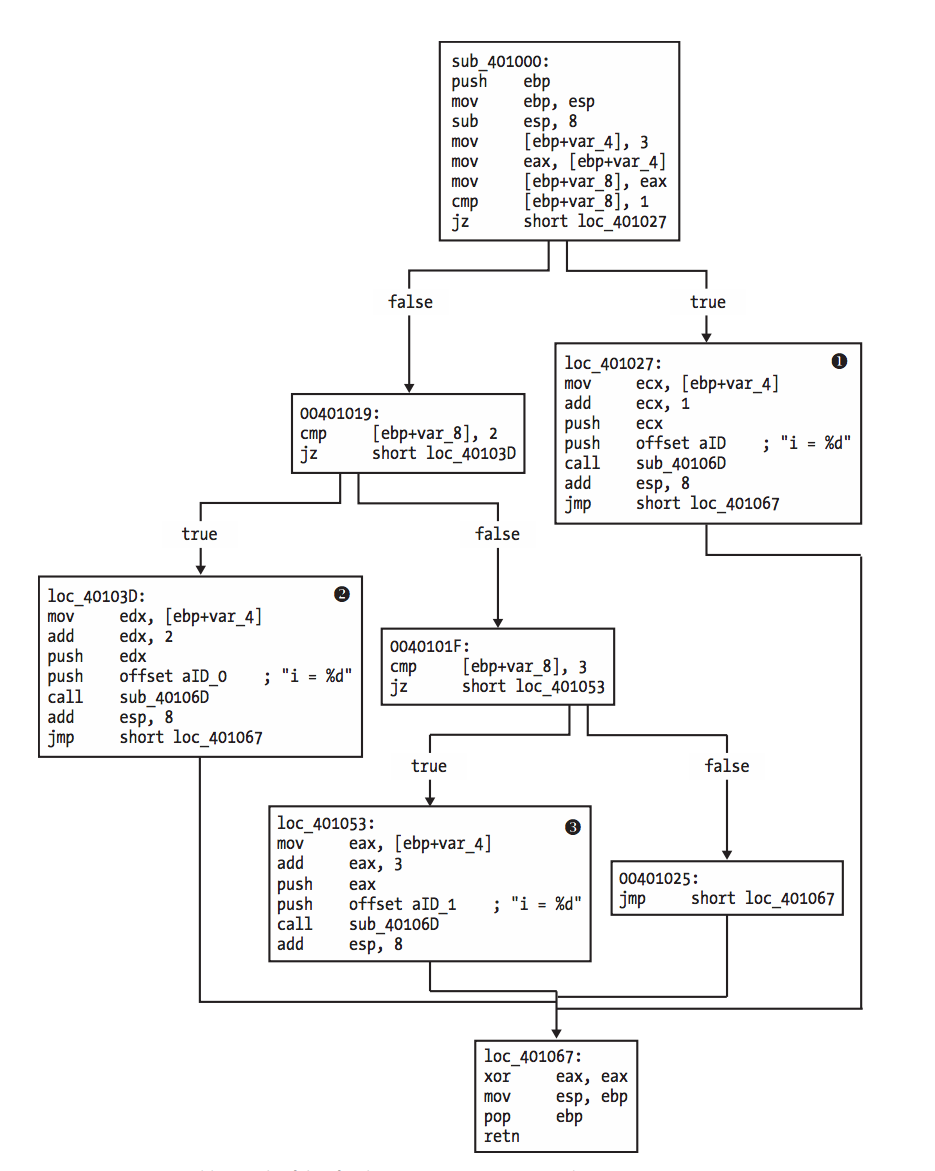 sub_401000:
push ebp
mov ebp, esp
sub esp, 8
mov [ebp+var_4], 3
mov eax, [ebp+var_4]
mov [ebp+var_8], eax
cmp [ebp+var_8], 1
jz short loc_401027
false
true
loc_401027: ❶
mov ecx, [ebp+var_4]
add ecx, 1
push ecx
push offset aID ; "i = %d"
call sub_40106D
add esp, 8
jmp short loc_401067
00401019:
cmp [ebp+var_8], 2
jz short loc_40103D
true
false
loc_40103D: ❷
mov edx, [ebp+var_4]
add edx, 2
push edx
push offset aID_0 ; "i = %d"
call sub_40106D
add esp, 8
jmp short loc_401067
0040101F:
cmp [ebp+var_8], 3
jz short loc_401053
true
false
loc_401053: ❸
mov eax, [ebp+var_4]
add eax, 3
push eax
push offset aID_1 ; "i = %d"
call sub_40106D
add esp, 8
00401025:
jmp short loc_401067
loc_401067:
xor eax, eax
mov esp, ebp
pop ebp
retn